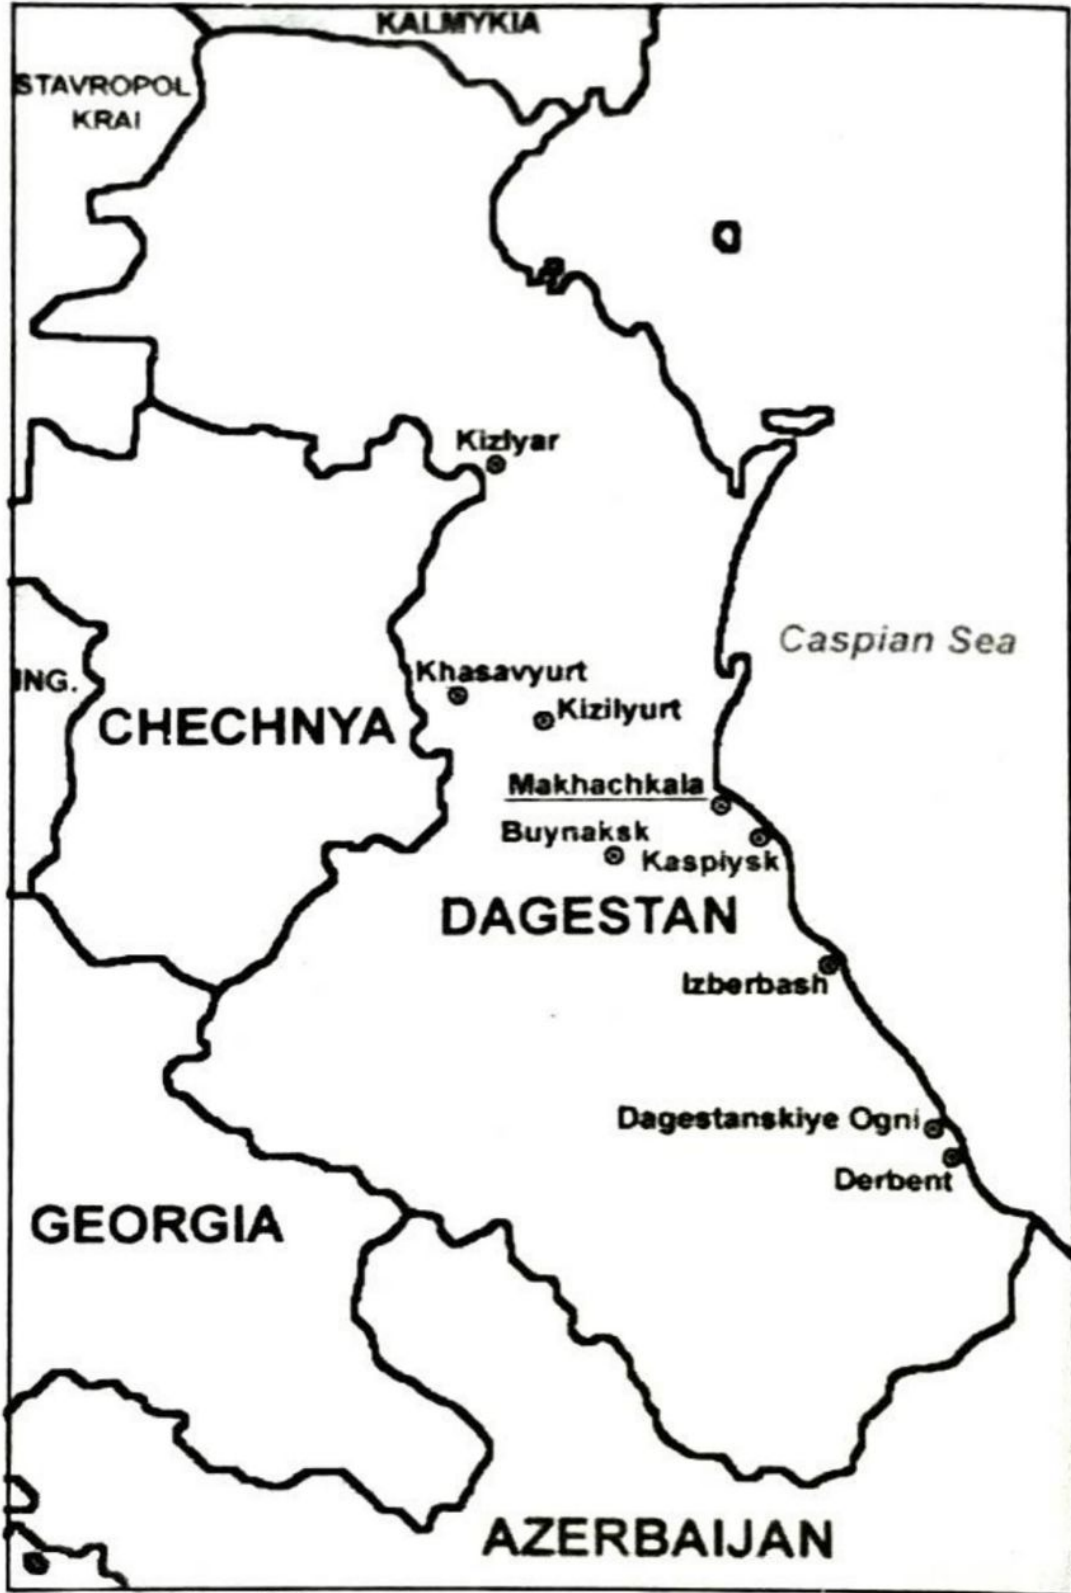 KALMYKIA
STAVROPOL
KRAI
Kizlyar
Caspian Sea
Khasavyurt
ING.
Kizilyurt
CHECHNYA
Makhachkala
Buynaksk
Kaspiysk
DAGESTAN
Izberbash
Dagestanskiye Ogni
Derbent
GEORGIA
AZERBAIJAN